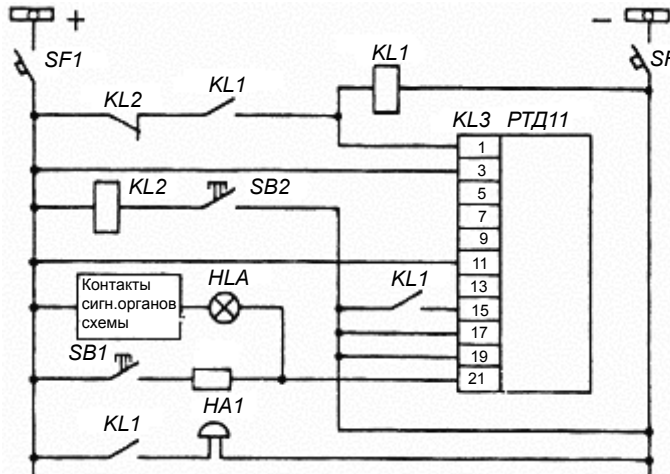 +
−
SF1
SF
KL1
KL2
KL1
KL3 РТД11
1
3
5
7
9
11
13
15
17
19
21
KL2
SB2
Контакты
сигн.органов
схемы
HLA
KL1
SB1
HA1
KL1